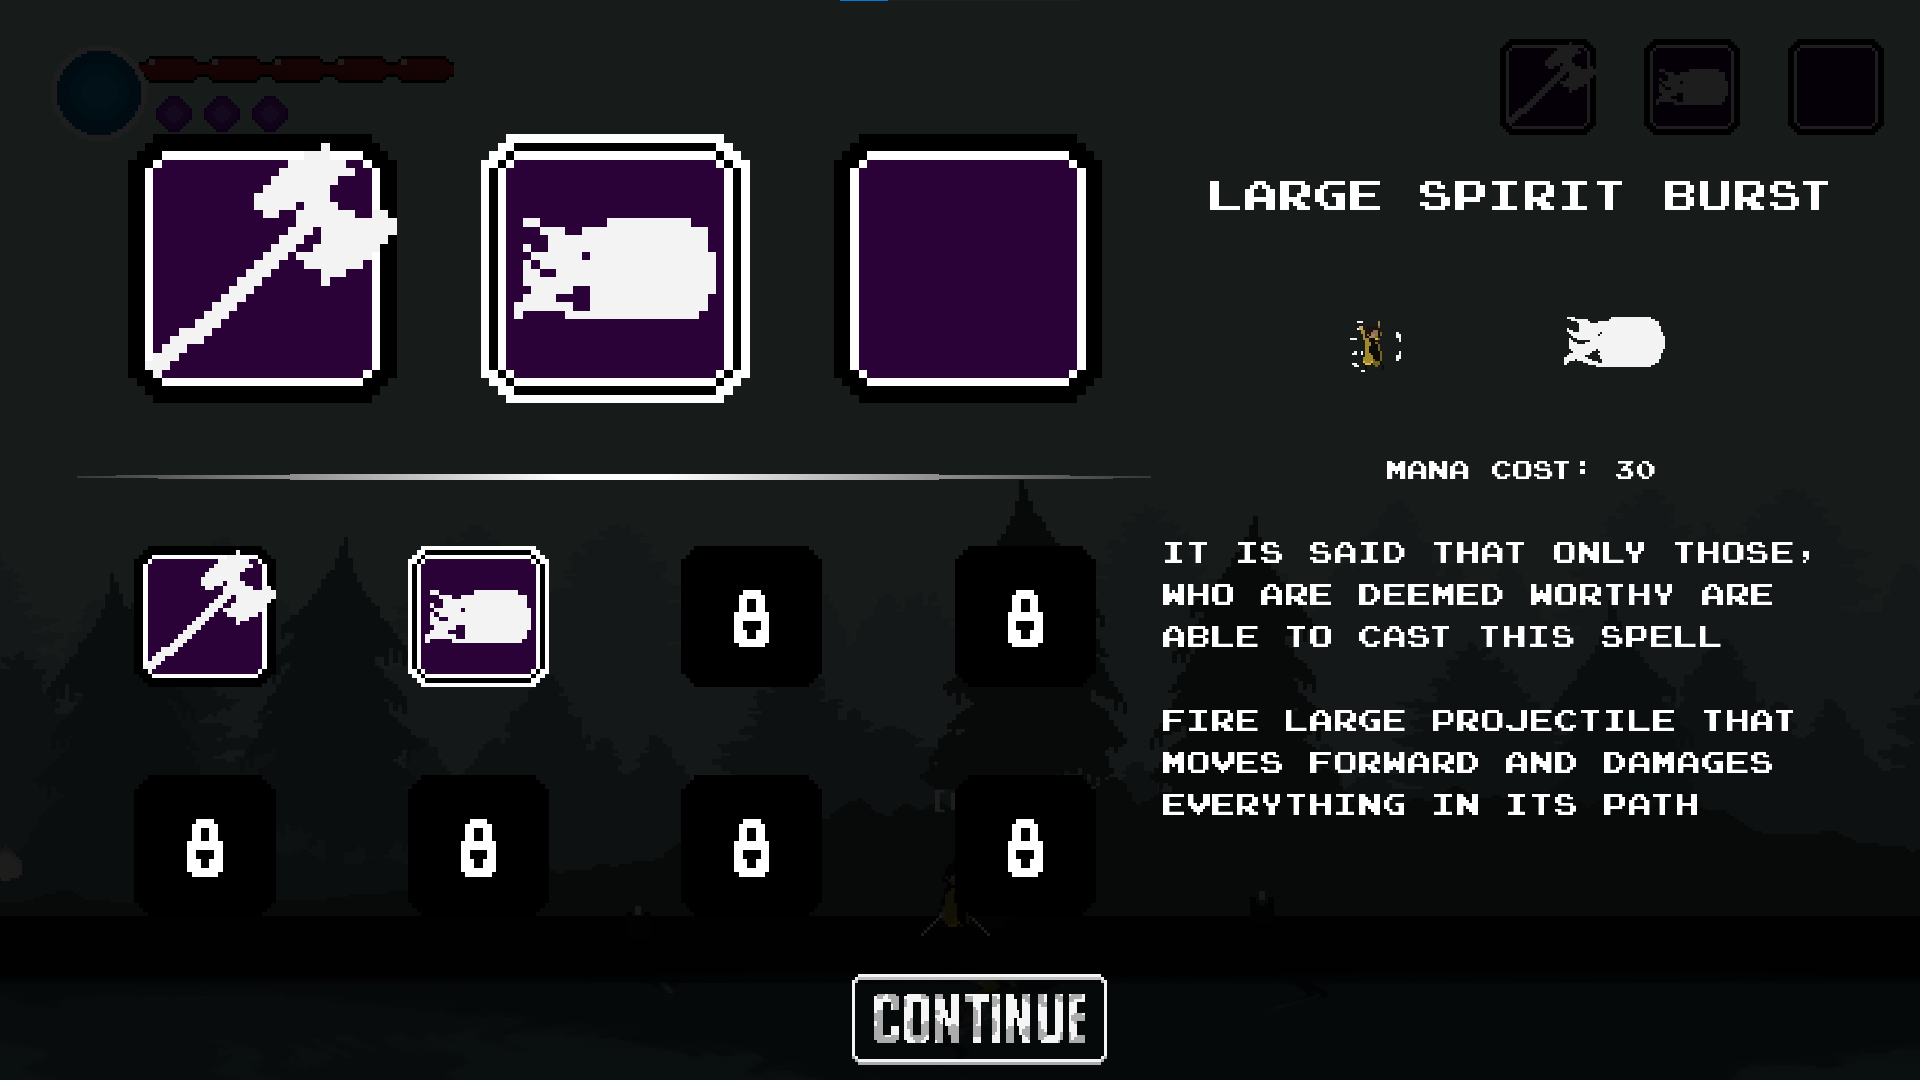 LARGE SPIRIT BURST
MANA COST: 30
IT IS SAID THAT ONLY THOSE,
WHO ARE DEEMED WORTHY ARE
ABLE TO CAST THIS SPELL
FIRE LARGE PROJECTILE THAT
MOVES FORWARD AND DAMAGES
EVERYTHING IN ITS PATH
CONTINUE